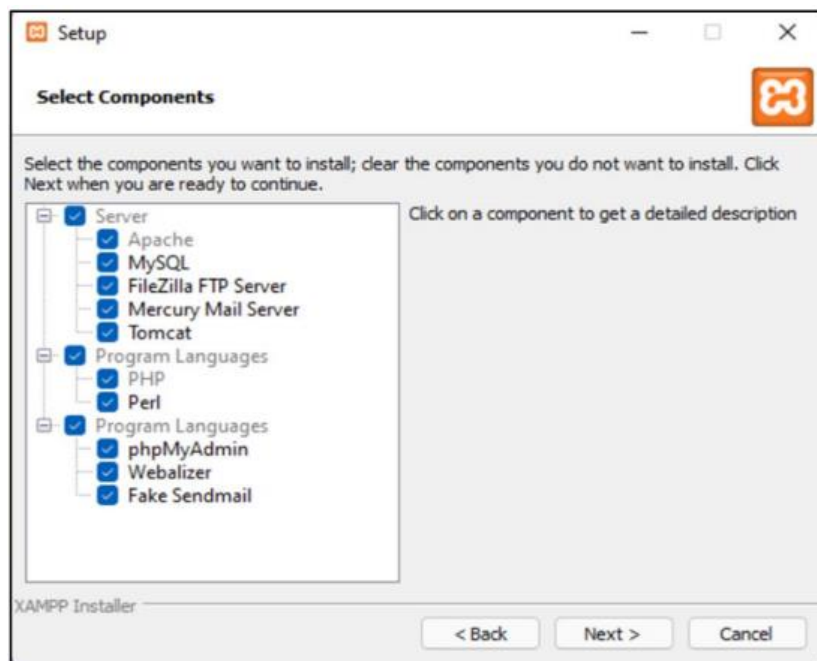 Setup
Select Components
Select the components you want to install; clear the components you do not want to install. Click
Next when you are ready to continue.
Server
Apache
MySQL
FileZilla FTP Server
Mercury Mail Server
Tomcat
Program Languages
PHP
Perl
Program Languages
phpMyAdmin
Webalizer
Fake Sendmail
Click on a component to get a detailed description
XAMPP Installer
< Back
Next >
Cancel